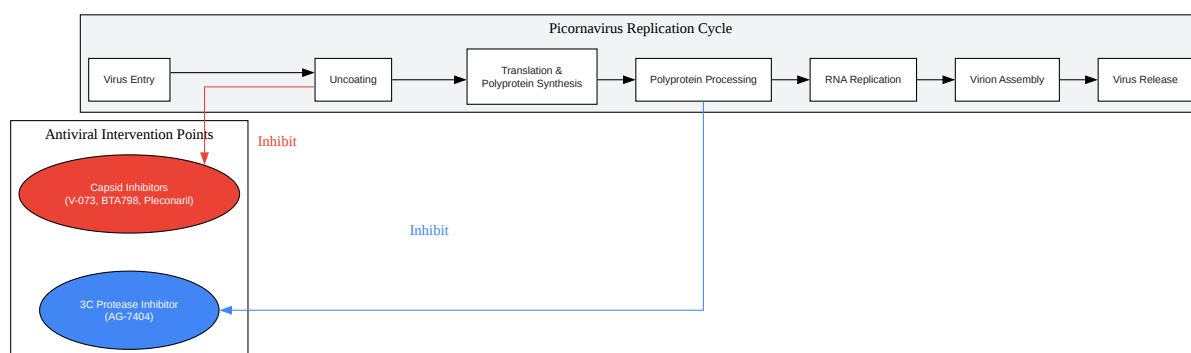 Picornavirus Replication Cycle
Virus Entry
Uncoating
Translation &
Polyprotein Synthesis
Polyprotein Processing
RNA Replication
Virion Assembly
Virus Release
Antiviral Intervention Points
Inhibit
Capsid Inhibitors
(V-073, BTA798, Pleconaril)
Inhibit
3C Protease Inhibitor
(AG-7404)